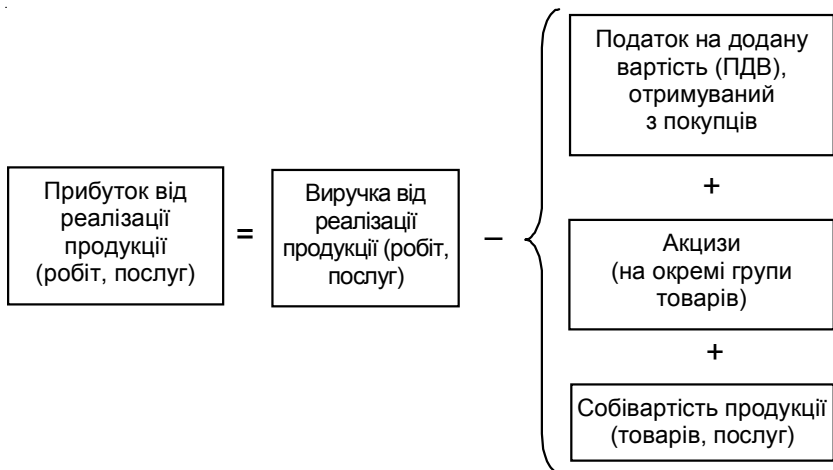 Прибуток від
реалізації
продукції
(робіт, послуг)
=
Виручка від
реалізації
продукції (робіт,
послуг)
–
Податок на додану
вартість (ПДВ),
отримуваний
з покупців
+
Акцизи
(на окремі групи
товарів)
+
Собівартість продукції
(товарів, послуг)